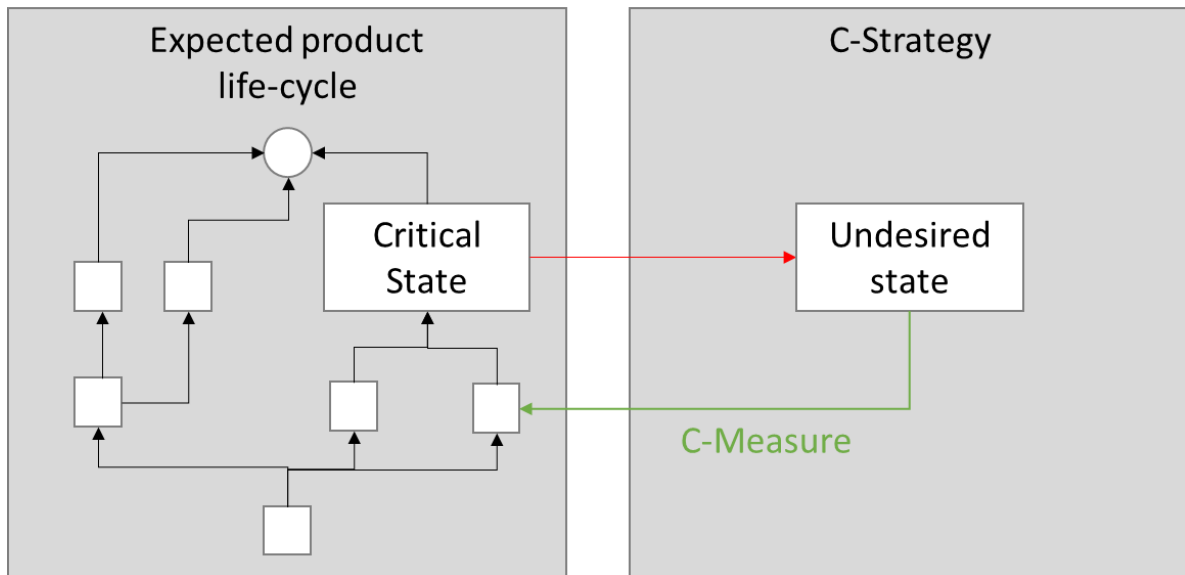 Expected product
life-cycle
C-Strategy
Critical
State
Undesired
state
C-Measure